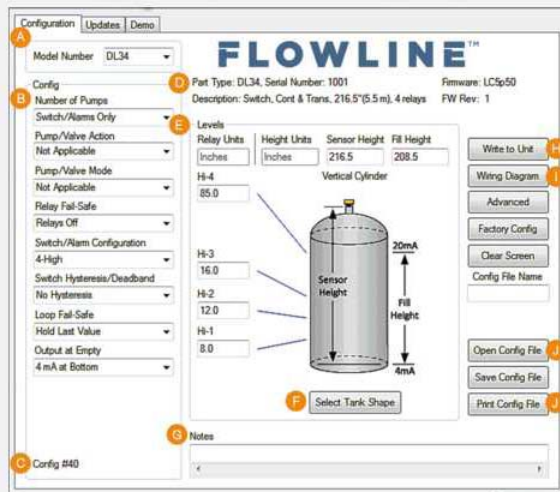 Configuration Updates Demo
A
Model Number DL34
FLOWLINE™
D Part Type: DL34, Serial Number: 1001 Firmware: LC5p50
Description: Switch, Cont & Trans, 216.5"(5.5 m), 4 relays FW Rev: 1
Config
B Number of Pumps
Switch/Alarms Only
Pump/Valve Action
Not Applicable
Pump/Valve Mode
Not Applicable
Relay Fail-Safe
Relays Off
Switch/Alarm Configuration
4-High
Switch Hysteresis/Deadband
No Hysteresis
Loop Fail-Safe
Hold Last Value
Output at Empty
4 mA at Bottom
C Config #40
E Levels
Relay Units Height Units Sensor Height Fill Height
Inches Inches 216.5 208.5
Hi-4 Vertical Cylinder
85.0
Hi-3
16.0
Hi-2
12.0
Hi-1
8.0
20mA
Sensor
Height
Fill
Height
4mA
F Select Tank Shape
G Notes
Write to Unit H
Wiring Diagram I
Advanced
Factory Config
Clear Screen
Config File Name
Open Config File J
Save Config File
Print Config File J